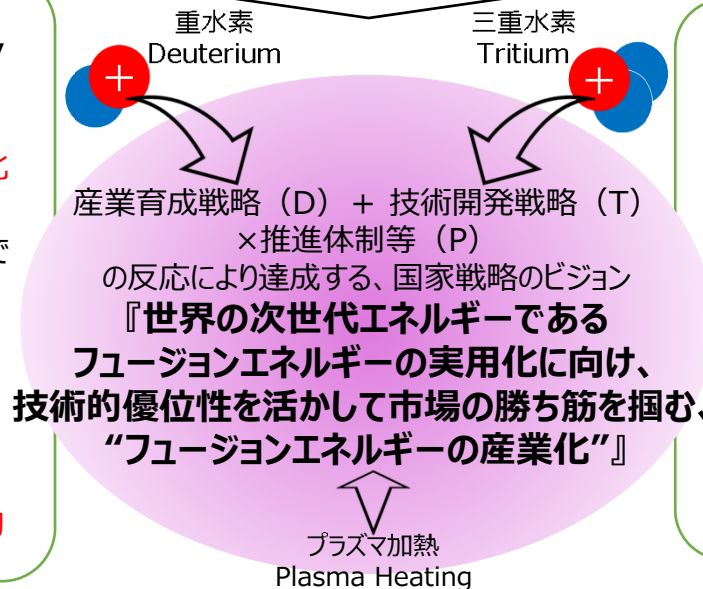 重水素
Deuterium
三重水素
Tritium
+
+
産業育成戦略（D）+ 技術開発戦略（T）
×推進体制等（P）
の反応により達成する、国家戦略のビジョン
『世界の次世代エネルギーである
フュージョンエネルギーの実用化に向け、
技術的優位性を活かして市場の勝ち筋を掴む、
“フュージョンエネルギーの産業化”』
プラズマ加熱
Plasma Heating
で